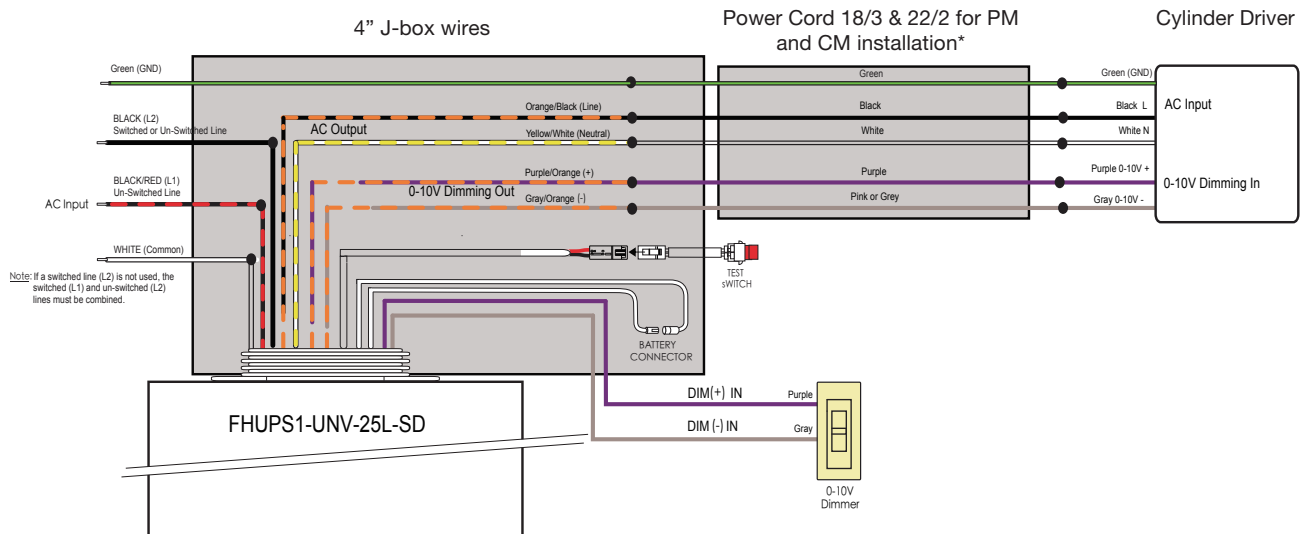 4” J-box wires
Power Cord 18/3 & 22/2 for PM
and CM installation*
Cylinder Driver
Green (GND)
Green
Green (GND)
BLACK (L2)
Switched or Un-Switched Line
Orange/Black (Line)
Black
Black L
AC Input
AC Output
Yellow/White (Neutral)
White
White N
BLACK/RED (L1)
Un-Switched Line
Purple/Orange (+)
Purple
Purple 0-10V +
AC Input
0-10V Dimming Out
0-10V Dimming In
Gray/Orange (-)
Pink or Grey
Gray 0-10V -
WHITE (Common)
Note: If a switched line (L2) is not used, the
switched (L1) and un-switched (L2)
lines must be combined.
TEST
sWITCH
BATTERY
CONNECTOR
DIM(+) IN
Purple
DIM (-) IN
Gray
FHUPS1-UNV-25L-SD
0-10V
Dimmer